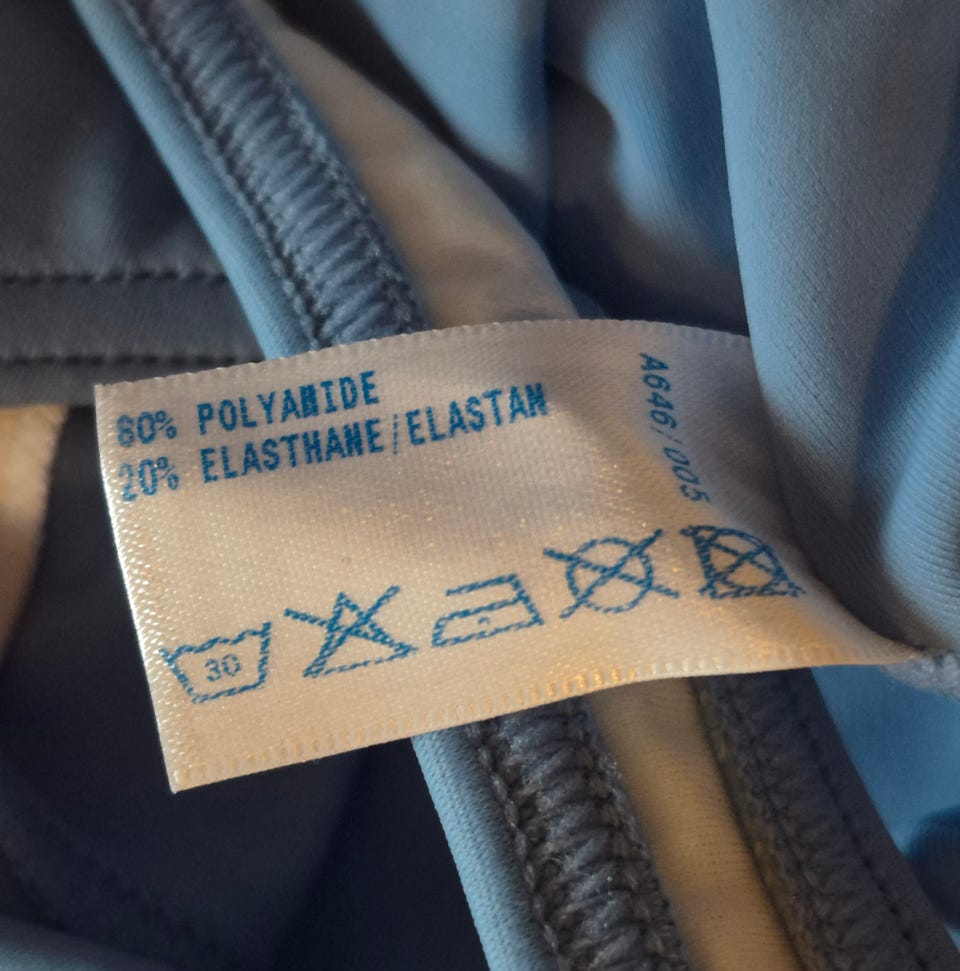 80% POLYAMIDE
20% ELASTHANE/ELASTAN
A646/005
30